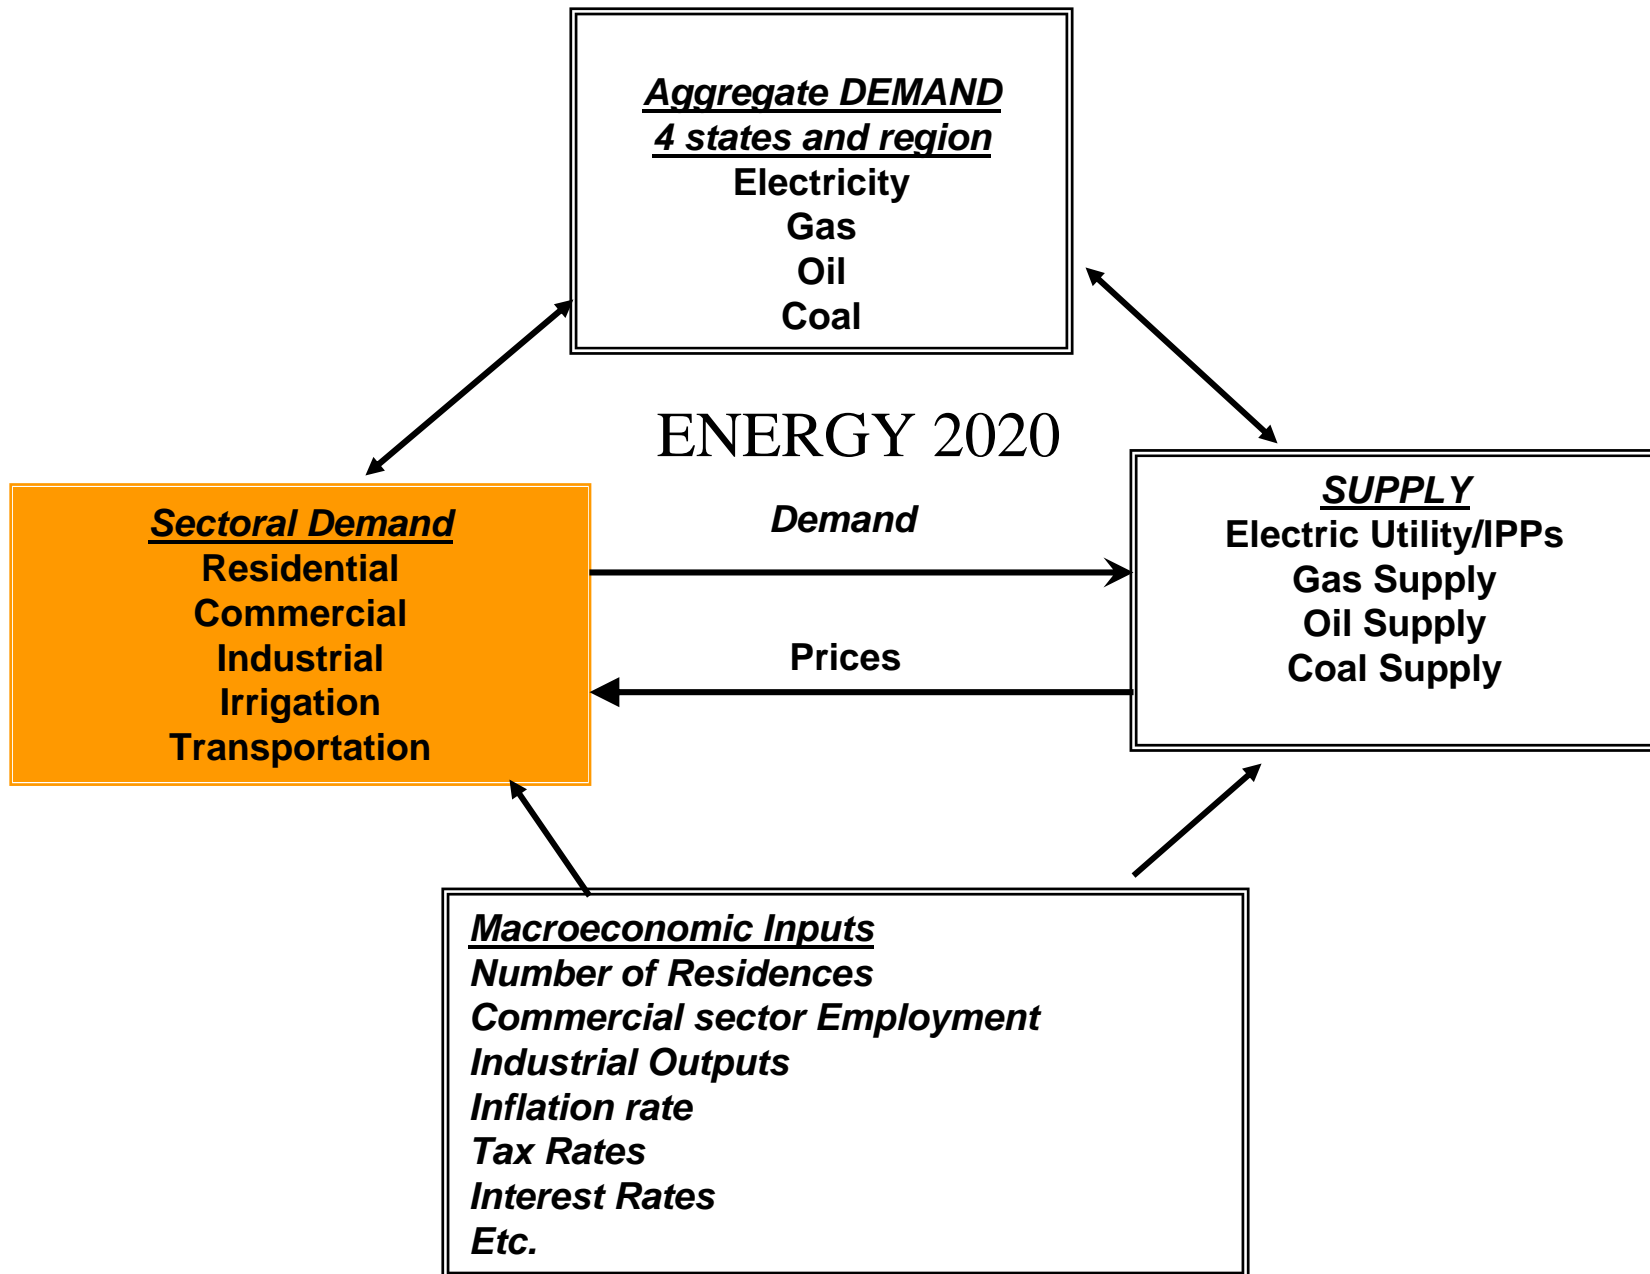 Aggregate DEMAND
4 states and region
Electricity
Gas
Oil
Coal
ENERGY 2020
Sectoral Demand
Residential
Commercial
Industrial
Irrigation
Transportation
Demand
Prices
SUPPLY
Electric Utility/IPPs
Gas Supply
Oil Supply
Coal Supply
Macroeconomic Inputs
Number of Residences
Commercial sector Employment
Industrial Outputs
Inflation rate
Tax Rates
Interest Rates
Etc.